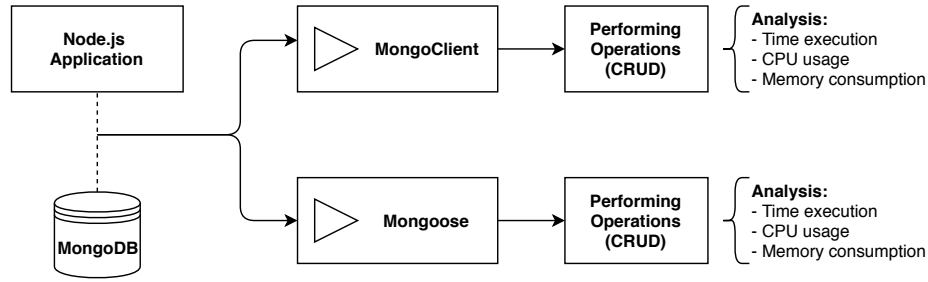 Node.js
Application
MongoClient
Performing
Operations
(CRUD)
Analysis:
- Time execution
- CPU usage
- Memory consumption
MongoDB
Mongoose
Performing
Operations
(CRUD)
Analysis:
- Time execution
- CPU usage
- Memory consumption